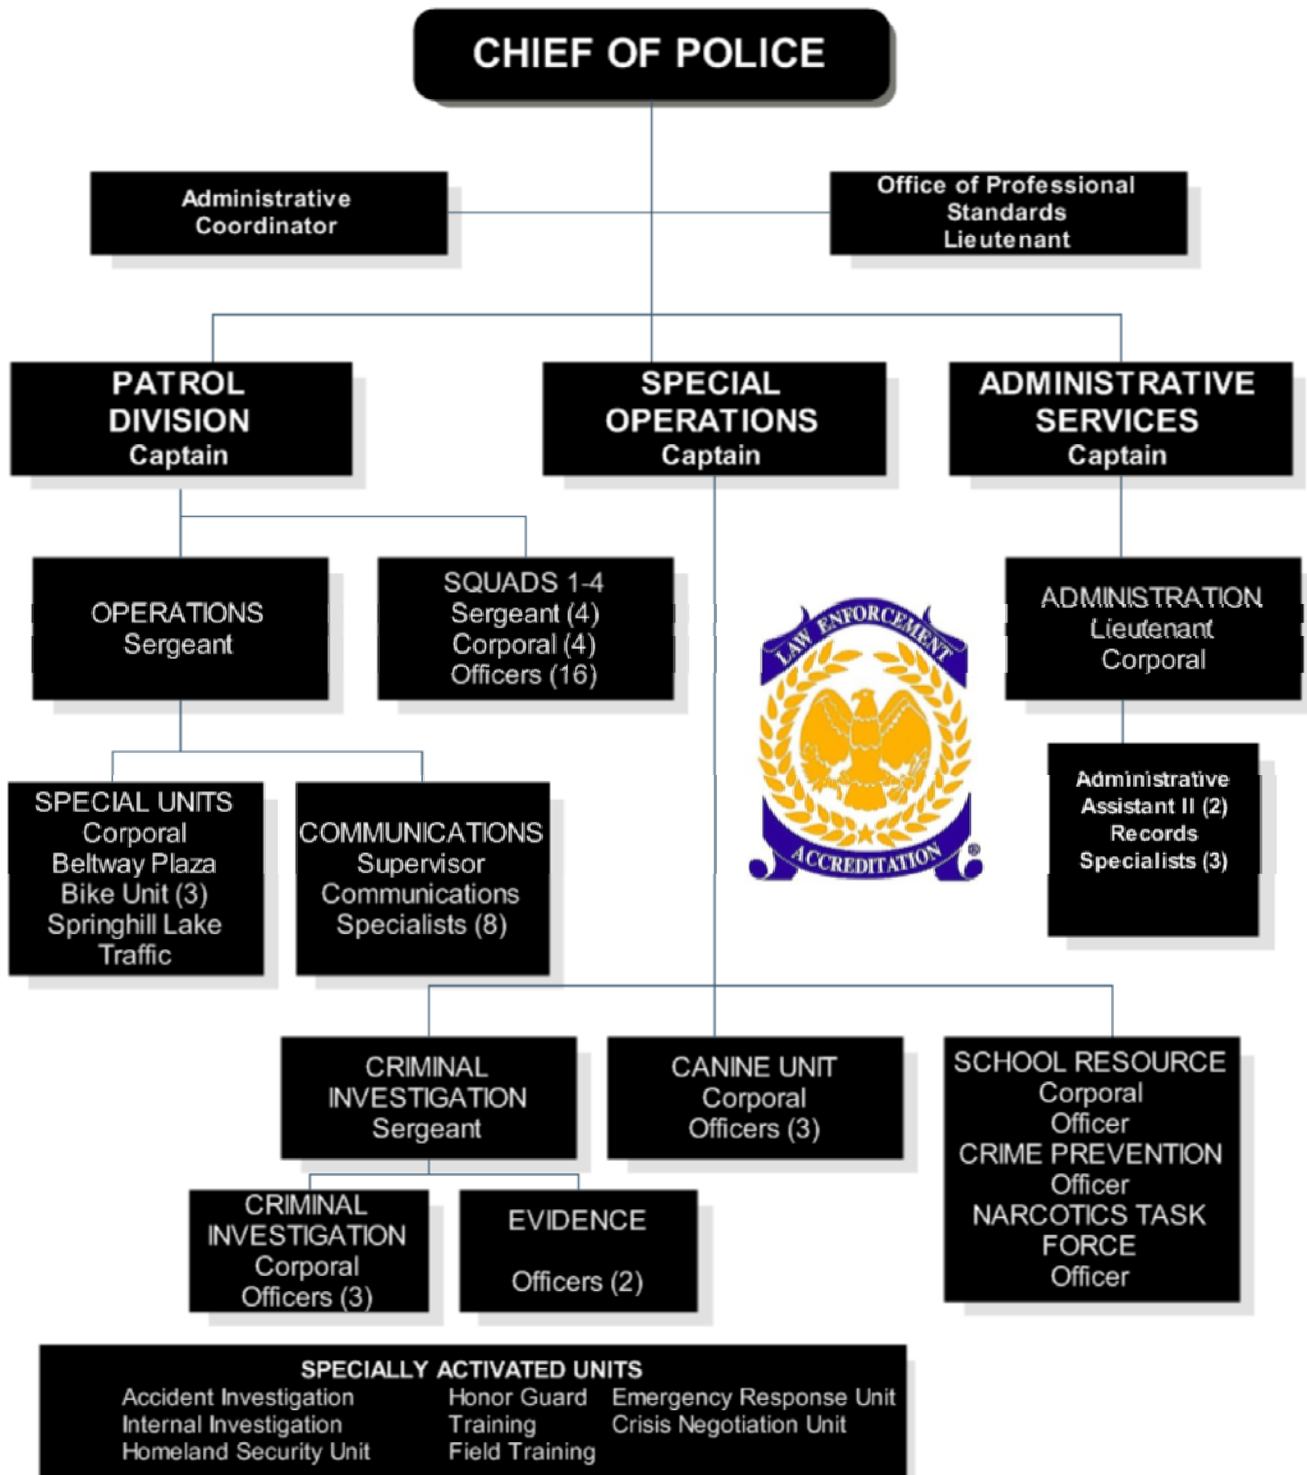 CHIEF OF POLICE
Administrative
Coordinator
Office of Professional
Standards
Lieutenant
PATROL
DIVISION
Captain
SPECIAL
OPERATIONS
Captain
ADMINISTRATIVE
SERVICES
Captain
OPERATIONS
Sergeant
SQUADS 1-4
Sergeant (4)
Corporal (4)
Officers (16)
LAW ENFORCEMENT
ACCREDITATION
®
ADMINISTRATION
Lieutenant
Corporal
SPECIAL UNITS
Corporal
Beltway Plaza
Bike Unit (3)
Springhill Lake
Traffic
COMMUNICATIONS
Supervisor
Communications
Specialists (8)
Administrative
Assistant II (2)
Records
Specialists (3)
CRIMINAL
INVESTIGATION
Sergeant
CANINE UNIT
Corporal
Officers (3)
SCHOOL RESOURCE
Corporal
Officer
CRIME PREVENTION
Officer
NARCOTICS TASK
FORCE
Officer
CRIMINAL
INVESTIGATION
Corporal
Officers (3)
EVIDENCE
Officers (2)
SPECIALLY ACTIVATED UNITS
Accident Investigation Honor Guard Emergency Response Unit
Internal Investigation Training Crisis Negotiation Unit
Homeland Security Unit Field Training